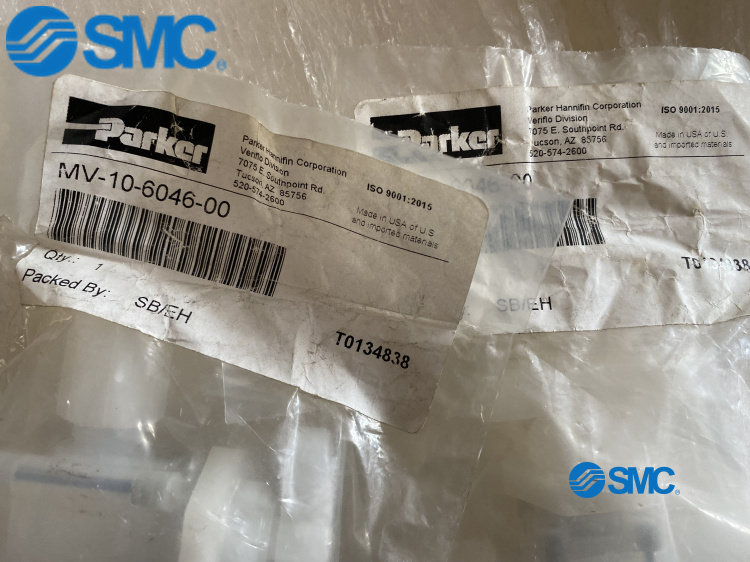 SMC
Parker
Parker Hannifin Corporation
Veriflo Division
7075 E. Southpoint Rd.
Tucson, AZ 85756
520-574-2600
ISO 9001:2015
Made in USA of U.S
and imported materials
MV-10-6046-00
Qty.: 1
Packed By: SB/EH
T0134838
Parker
Parker Hannifin Corporation
Veriflo Division
7075 E. Southpoint Rd.
Tucson, AZ 85756
520-574-2600
ISO 9001:2015
Made in USA of U.S
and imported materials
SB/EH
SMC